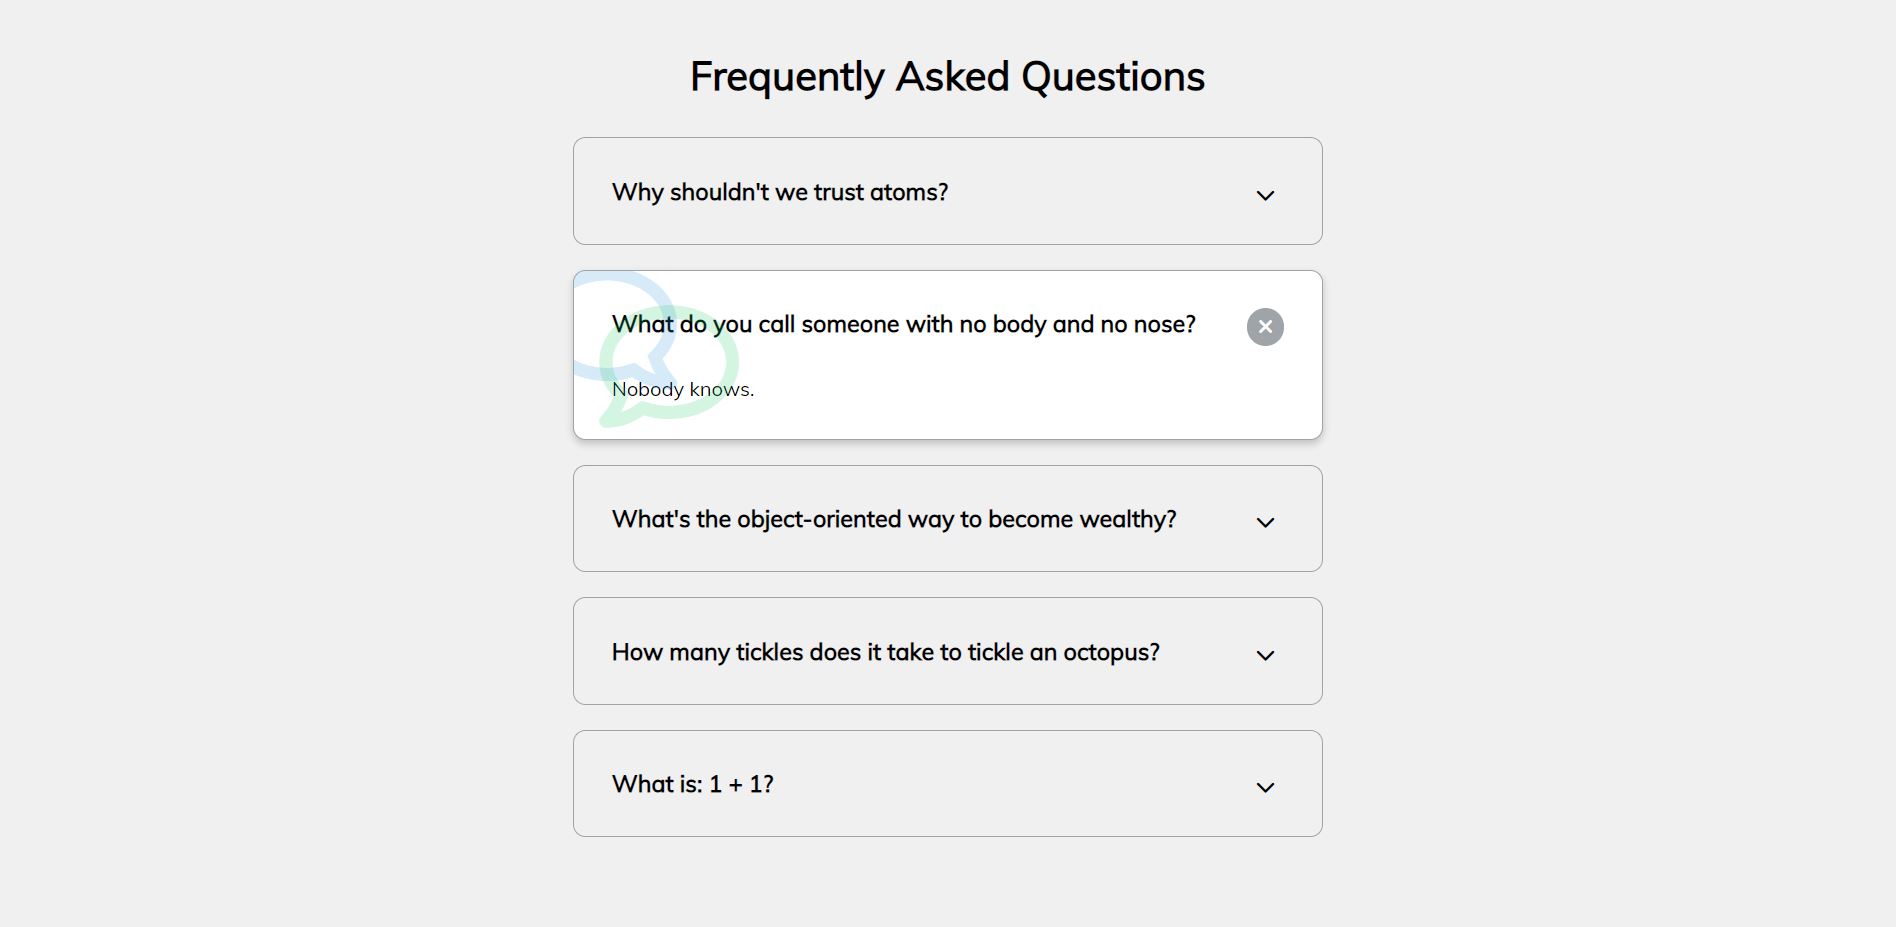 Frequently Asked Questions
Why shouldn't we trust atoms?
What do you call someone with no body and no nose?
Nobody knows.
What's the object-oriented way to become wealthy?
How many tickles does it take to tickle an octopus?
What is: 1 + 1?